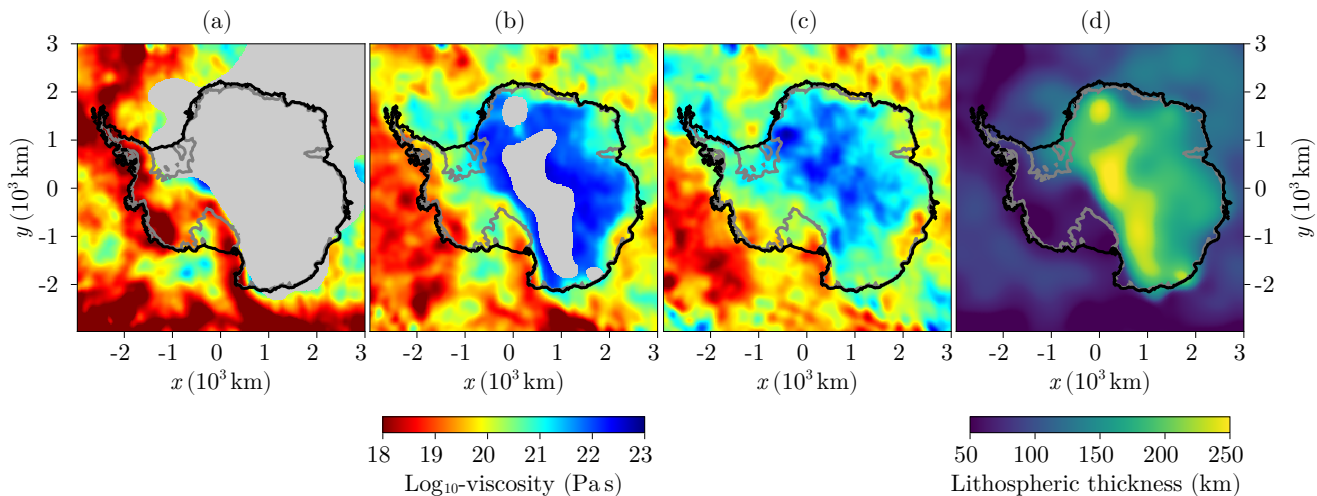 (a) (b) (c) (d)
3 3
2 2
1 1
0 0
-1 -1
-2 -2
y (10³ km) y (10³ km)
-2 -1 0 1 2 3 -2 -1 0 1 2 3 -2 -1 0 1 2 3 -2 -1 0 1 2 3
x (10³ km) x (10³ km) x (10³ km) x (10³ km)
18 19 20 21 22 23 50 100 150 200 250
Log₁₀-viscosity (Pa s) Lithospheric thickness (km)